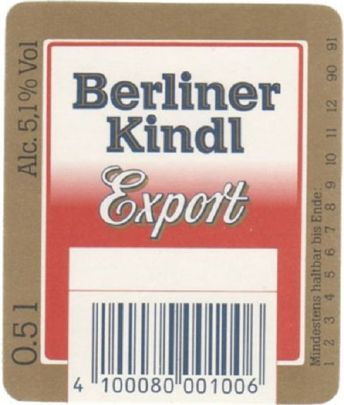 Berliner
Kindl
Export
Alc. 5,1% Vol
0.5 l
Mindestens haltbar bis Ende:
1 2 3 4 5 6 7 8 9 10 11 12 90 91
4 100080 001006